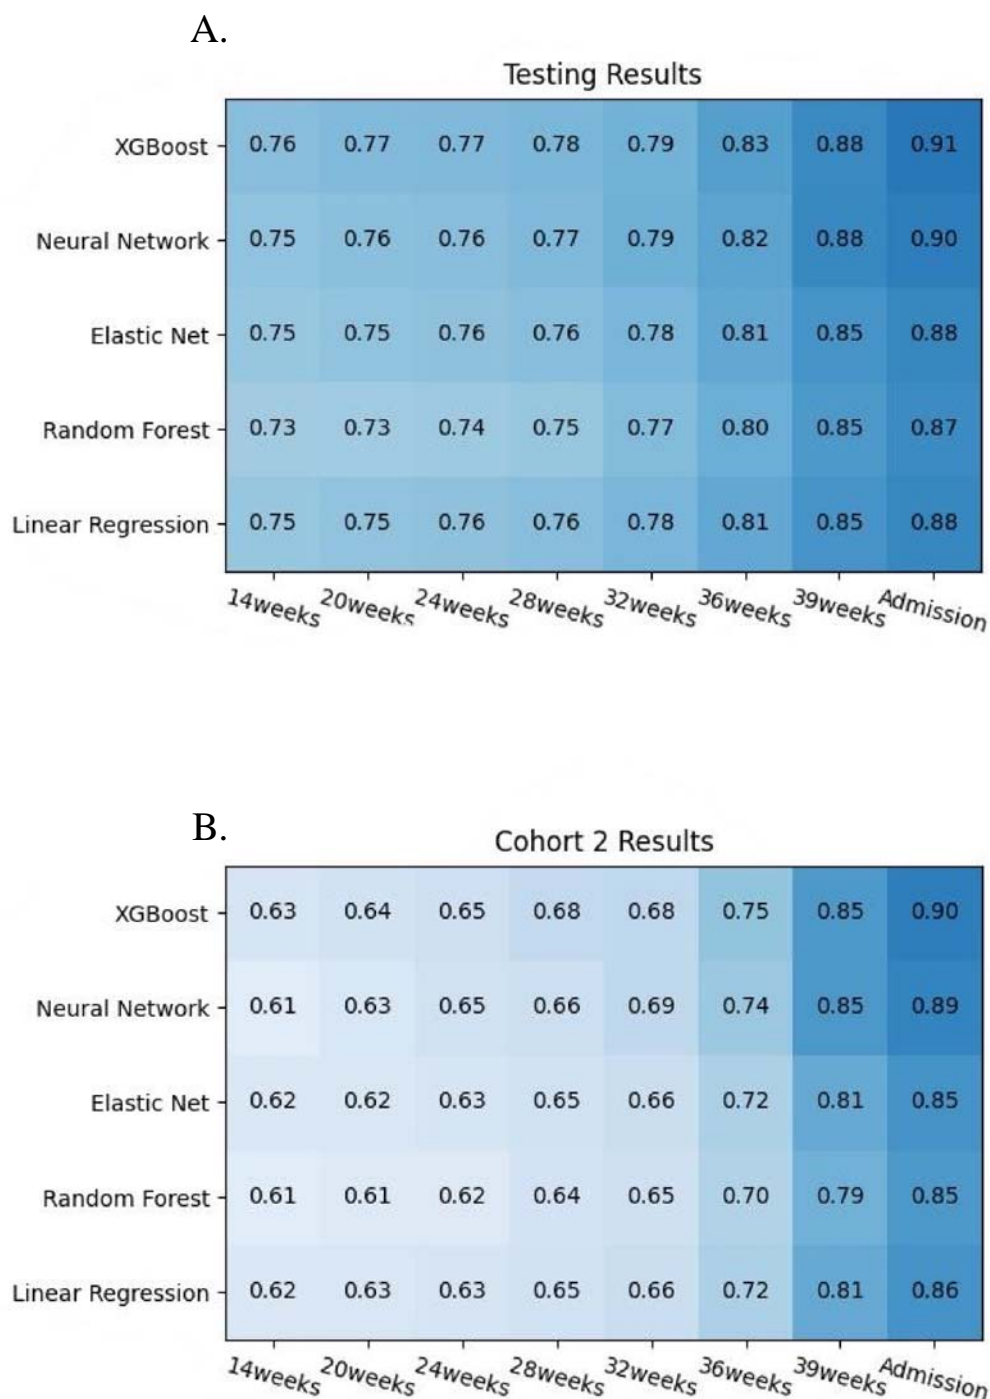 A.
Testing Results
XGBoost 0.76 0.77 0.77 0.78 0.79 0.83 0.88 0.91
Neural Network 0.75 0.76 0.76 0.77 0.79 0.82 0.88 0.90
Elastic Net 0.75 0.75 0.76 0.76 0.78 0.81 0.85 0.88
Random Forest 0.73 0.73 0.74 0.75 0.77 0.80 0.85 0.87
Linear Regression 0.75 0.75 0.76 0.76 0.78 0.81 0.85 0.88
14weeks 20weeks 24weeks 28weeks 32weeks 36weeks 39weeks Admission
B.
Cohort 2 Results
XGBoost 0.63 0.64 0.65 0.68 0.68 0.75 0.85 0.90
Neural Network 0.61 0.63 0.65 0.66 0.69 0.74 0.85 0.89
Elastic Net 0.62 0.62 0.63 0.65 0.66 0.72 0.81 0.85
Random Forest 0.61 0.61 0.62 0.64 0.65 0.70 0.79 0.85
Linear Regression 0.62 0.63 0.63 0.65 0.66 0.72 0.81 0.86
14weeks 20weeks 24weeks 28weeks 32weeks 36weeks 39weeks Admission